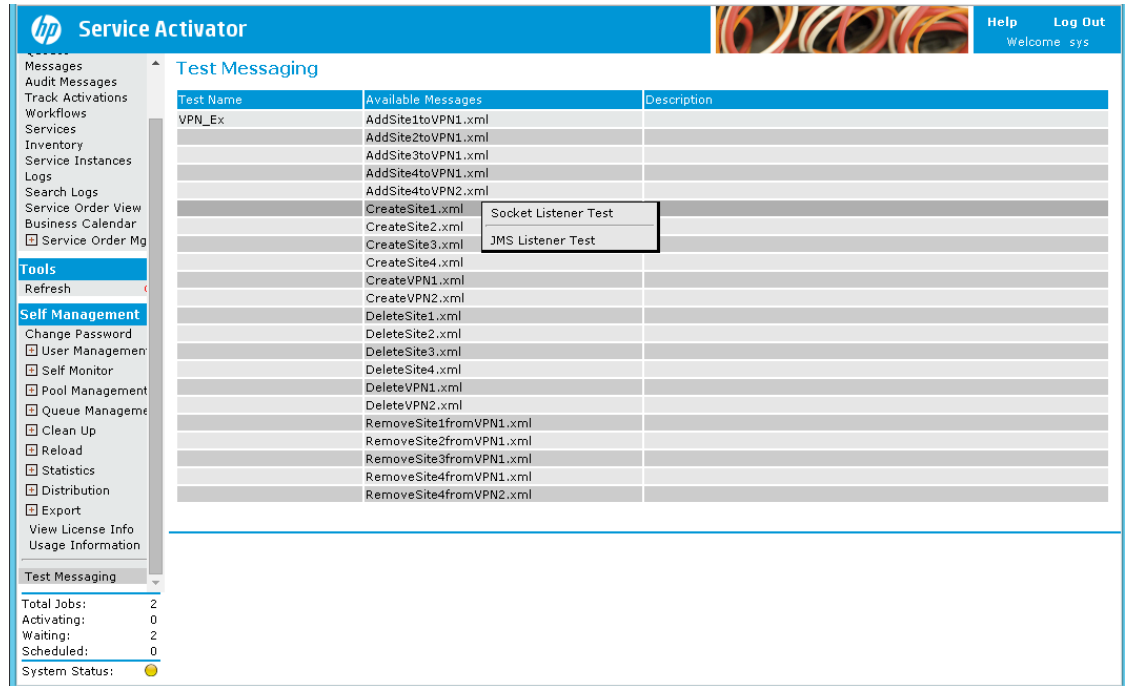 hp Service Activator
Help Log Out
Welcome sys
Messages
Audit Messages
Track Activations
Workflows
Services
Inventory
Service Instances
Logs
Search Logs
Service Order View
Business Calendar
Service Order Mg
Tools
Refresh
Self Management
Change Password
User Managemen
Self Monitor
Pool Management
Queue Manageme
Clean Up
Reload
Statistics
Distribution
Export
View License Info
Usage Information
Test Messaging
Total Jobs: 2
Activating: 0
Waiting: 2
Scheduled: 0
System Status:
Test Messaging
Test Name Available Messages Description
VPN_Ex AddSite1toVPN1.xml
AddSite2toVPN1.xml
AddSite3toVPN1.xml
AddSite4toVPN1.xml
AddSite4toVPN2.xml
CreateSite1.xml
CreateSite2.xml
CreateSite3.xml
CreateSite4.xml
CreateVPN1.xml
CreateVPN2.xml
DeleteSite1.xml
DeleteSite2.xml
DeleteSite3.xml
DeleteSite4.xml
DeleteVPN1.xml
DeleteVPN2.xml
RemoveSite1fromVPN1.xml
RemoveSite2fromVPN1.xml
RemoveSite3fromVPN1.xml
RemoveSite4fromVPN1.xml
RemoveSite4fromVPN2.xml
Socket Listener Test
JMS Listener Test